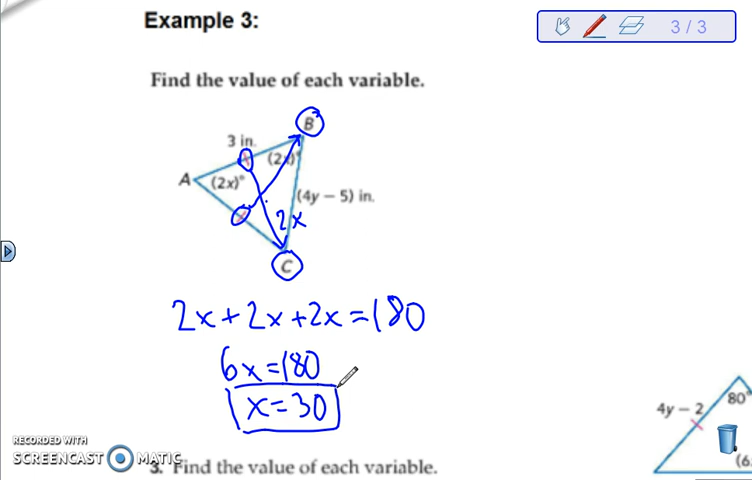 Example 3:
3 / 3
Find the value of each variable.
B
3 in.
(2x)°
A
(2x)°
(4y – 5) in.
2x
C
2x+2x+2x=180
6x=180
x=30
4y – 2
80°
(6
RECORDED WITH
SCREENCAST MATIC
3. Find the value of each variable.